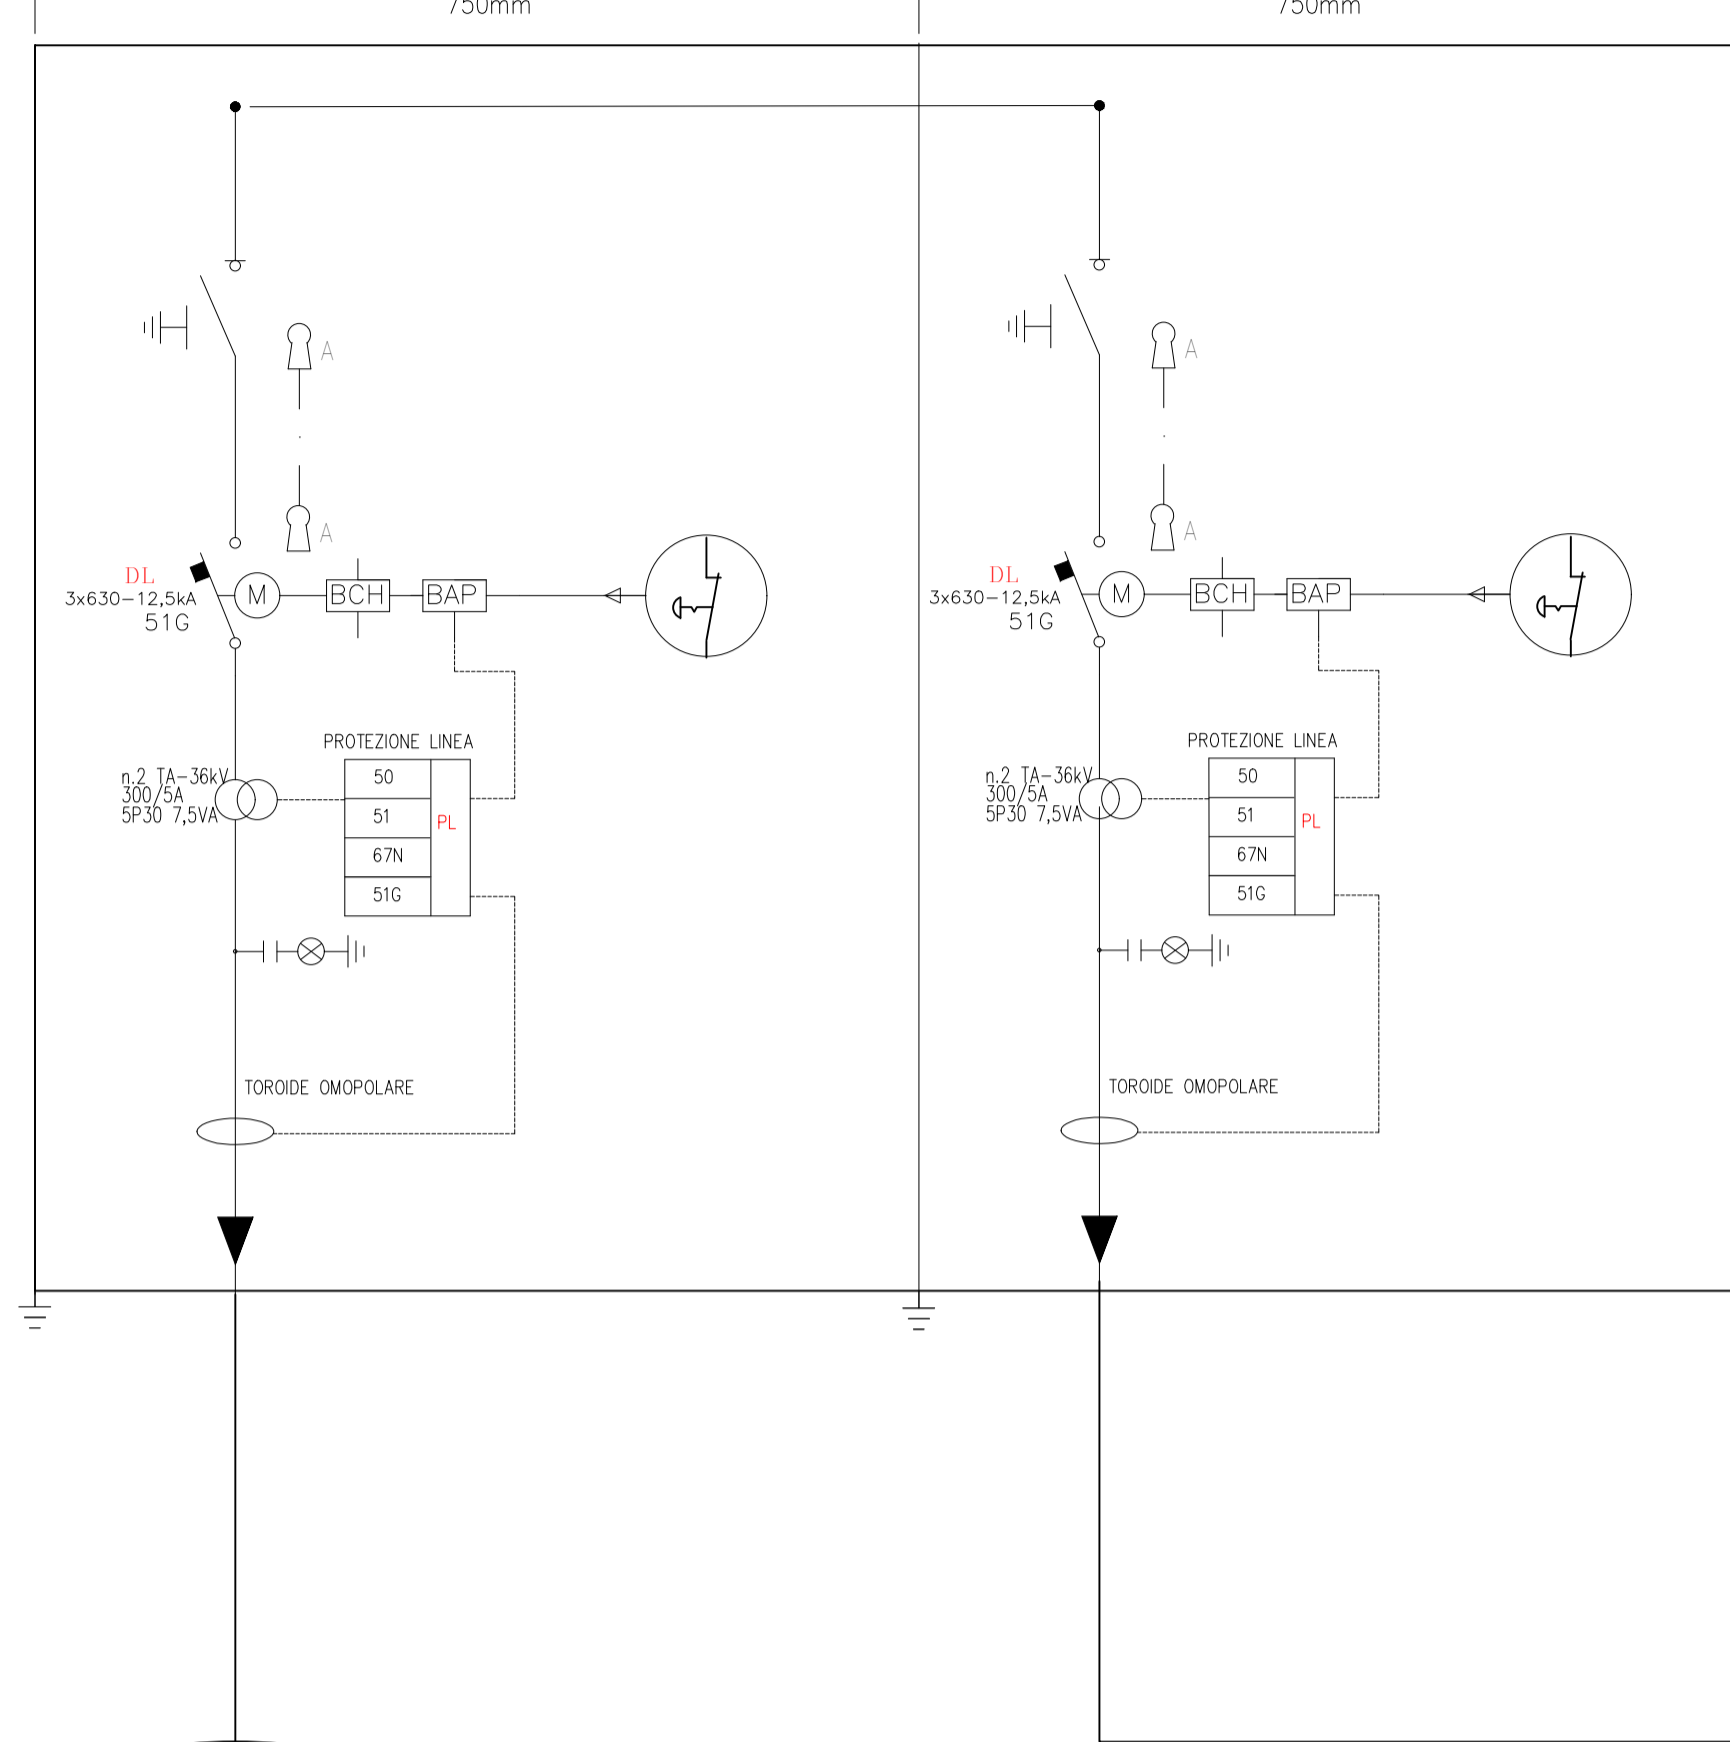 750mm
750mm
A
A
A
A
DL
3x630-12,5kA
51G
M
BCH
BAP
DL
3x630-12,5kA
51G
M
BCH
BAP
PROTEZIONE LINEA
n.2 TA-36kV
300/5A
5P30 7,5VA
50
51
67N
51G
PL
PROTEZIONE LINEA
n.2 TA-36kV
300/5A
5P30 7,5VA
50
51
67N
51G
PL
TOROIDE OMOPOLARE
TOROIDE OMOPOLARE